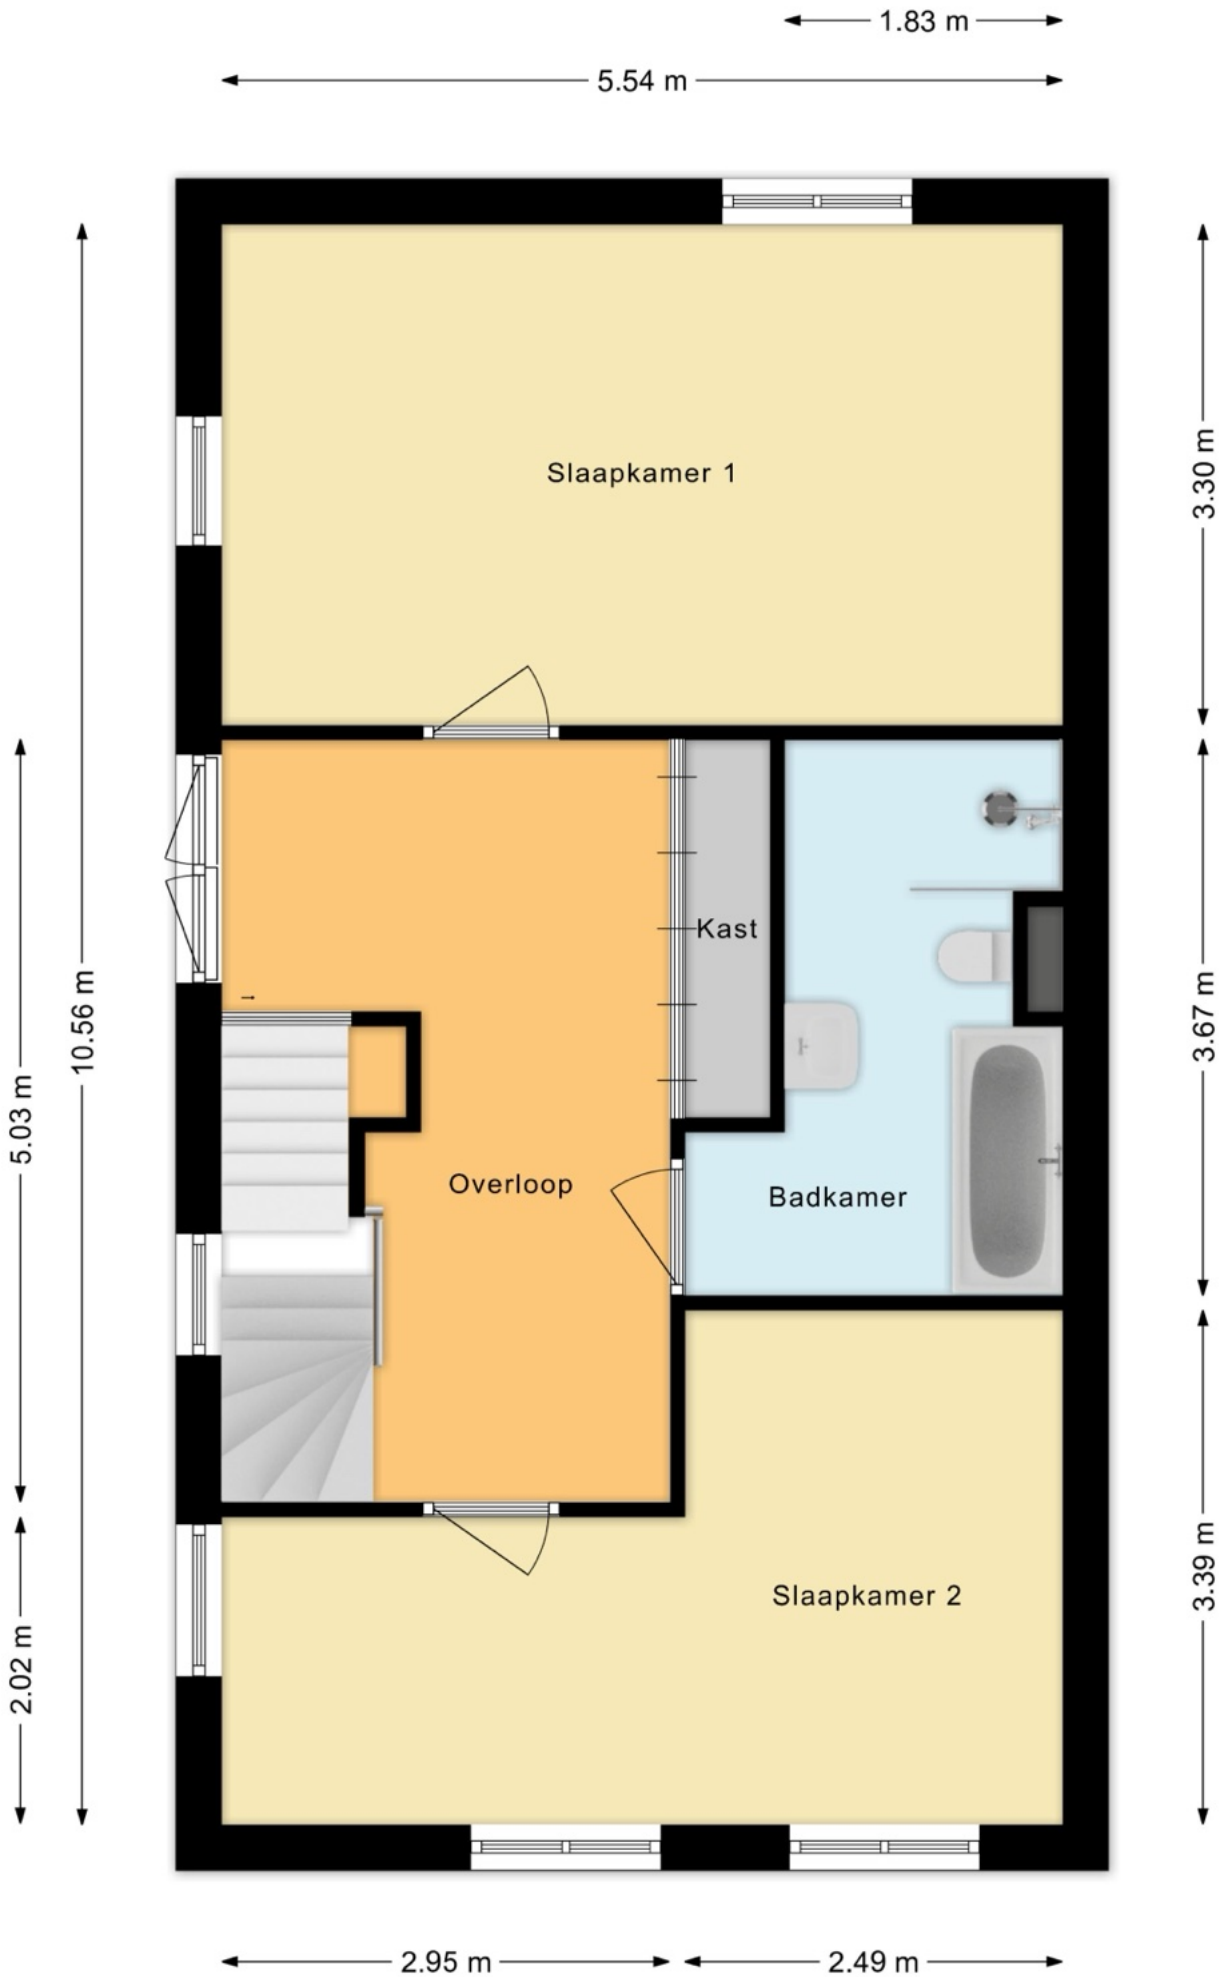 1.83 m
5.54 m
Slaapkamer 1
3.30 m
10.56 m
5.03 m
Kast
3.67 m
Overloop
Badkamer
Slaapkamer 2
3.39 m
2.02 m
2.95 m
2.49 m